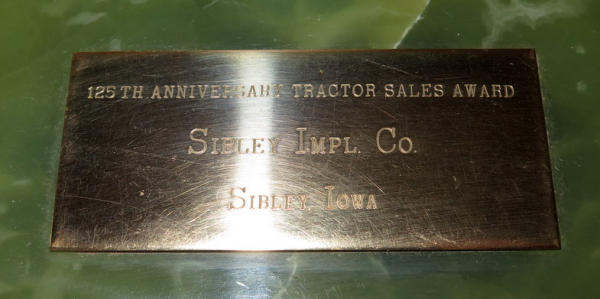 125TH ANNIVERSARY TRACTOR SALES AWARD
SIBLEY IMPL. CO.
SIBLEY, IOWA